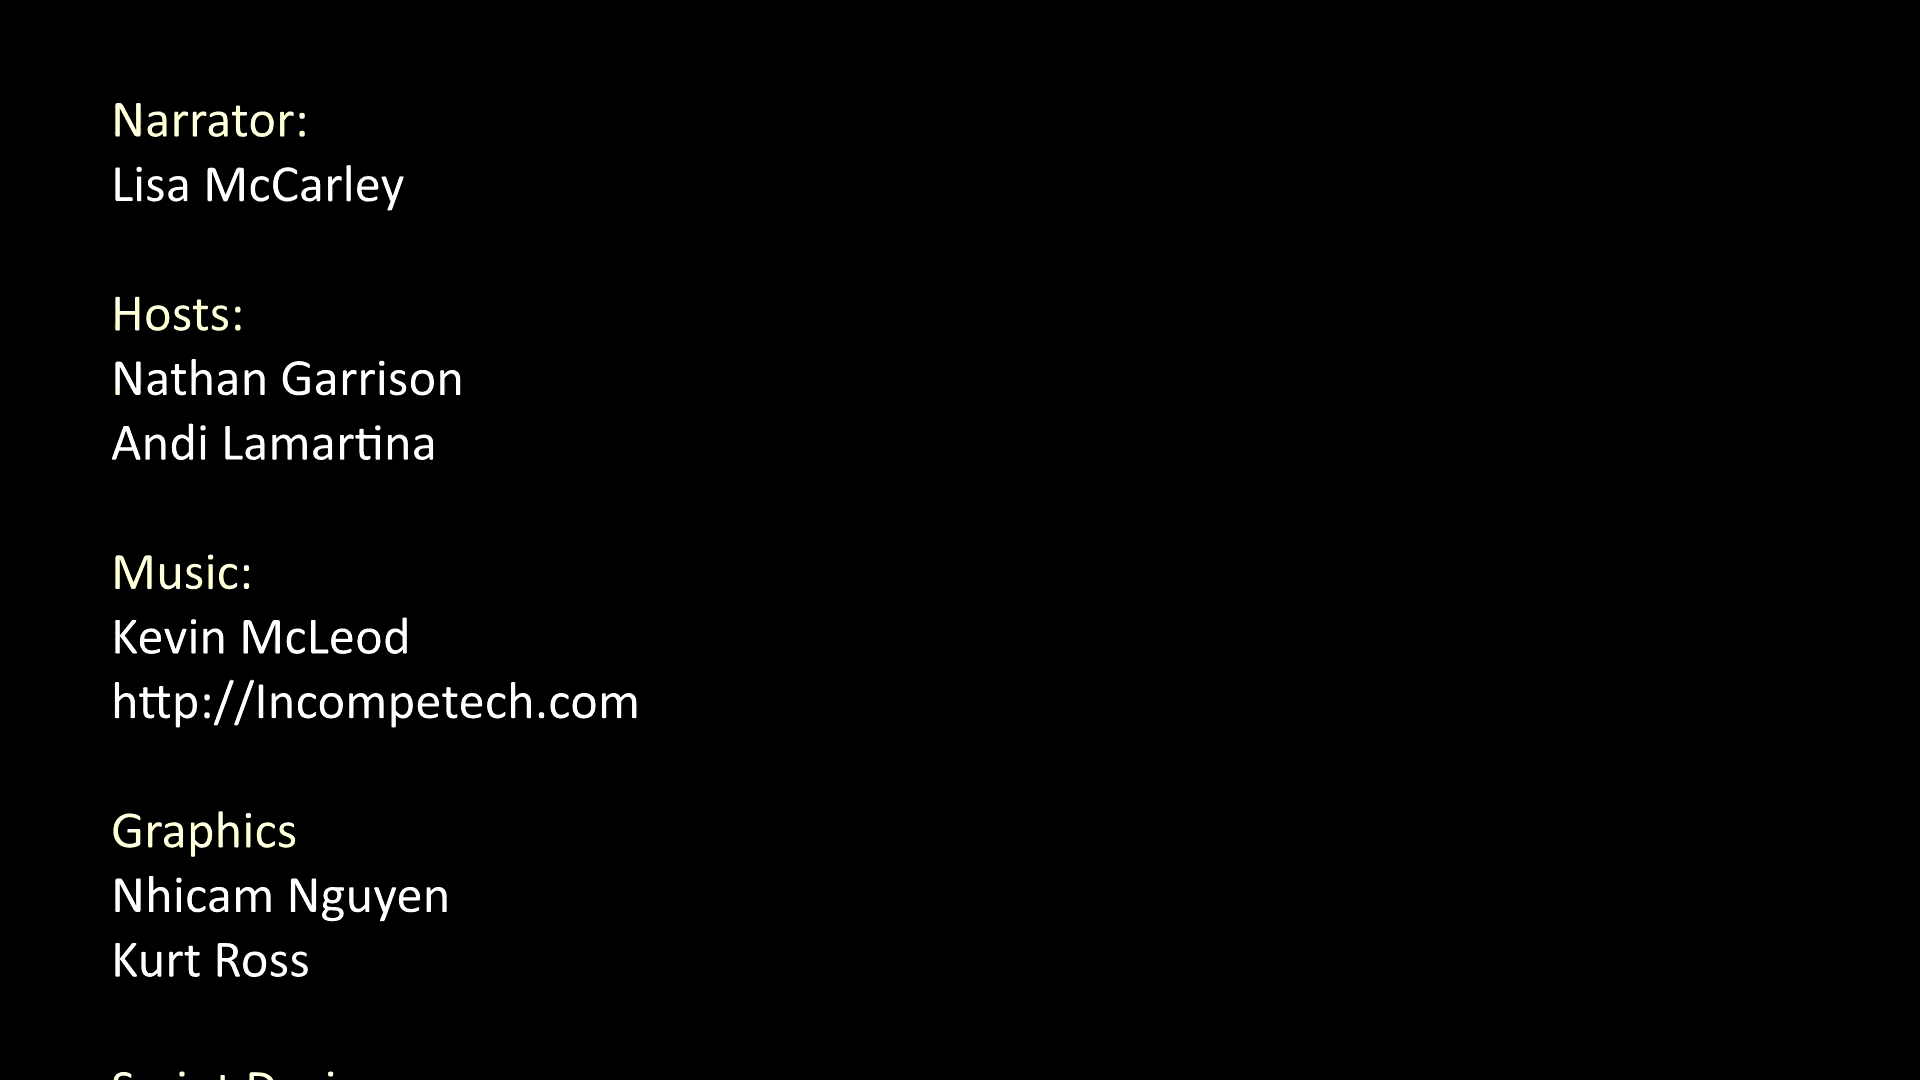 Narrator:
Lisa McCarley
Hosts:
Nathan Garrison
Andi Lamartina
Music:
Kevin McLeod
http://Incompetech.com
Graphics
Nhicam Nguyen
Kurt Ross